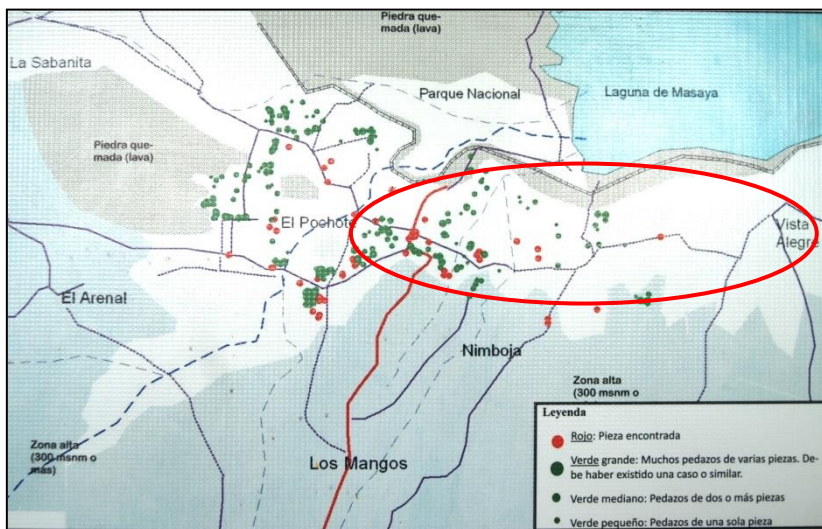 Piedra que-
mada (lava)
La Sabanita
Parque Nacional
Laguna de Masaya
Piedra que-
mada (lava)
El Pochote
Vista
Alegre
El Arenal
Nimboja
Zona alta
(300 msnm o
Zona alta
(300 msnm o
más)
Los Mangos
Leyenda
Rojo: Pieza encontrada
Verde grande: Muchos pedazos de varias piezas. De-
be haber existido una caso o similar.
Verde mediano: Pedazos de dos o más piezas
Verde pequeño: Pedazos de una sola pieza